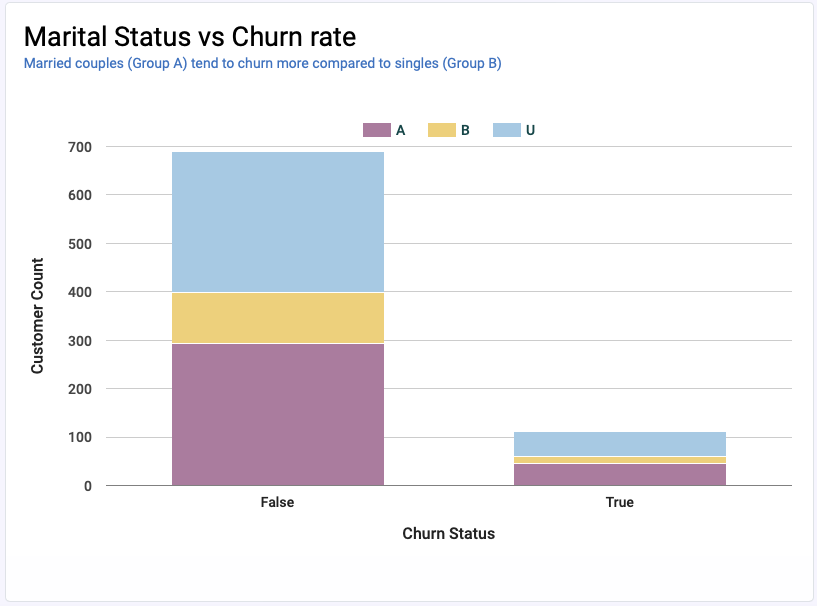 Marital Status vs Churn rate
Married couples (Group A) tend to churn more compared to singles (Group B)
A B U
700
600
500
400
300
200
100
0
Customer Count
False True
Churn Status